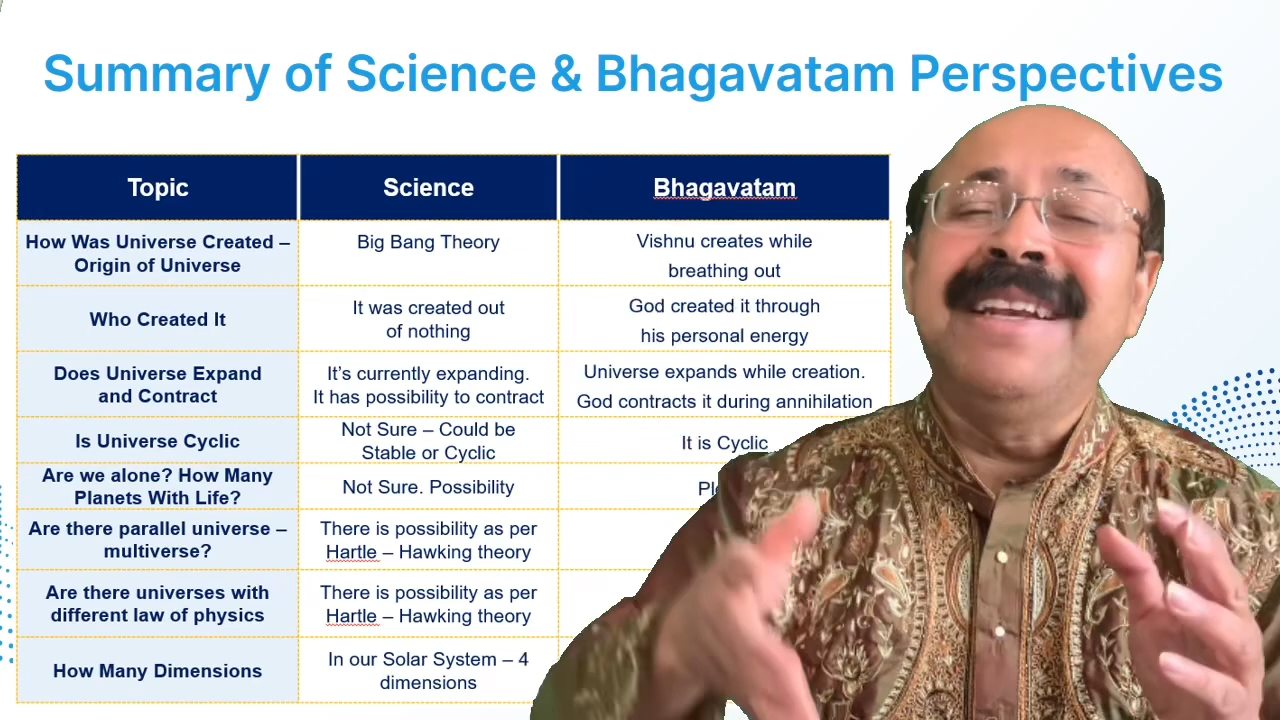 Summary of Science & Bhagavatam Perspectives
Topic
Science
Bhagavatam
How Was Universe Created –
Origin of Universe
Big Bang Theory
Vishnu creates while
breathing out
Who Created It
It was created out
of nothing
God created it through
his personal energy
Does Universe Expand
and Contract
It’s currently expanding.
It has possibility to contract
Universe expands while creation.
God contracts it during annihilation
Is Universe Cyclic
Not Sure – Could be
Stable or Cyclic
It is Cyclic
Are we alone? How Many
Planets With Life?
Not Sure. Possibility
Are there parallel universe –
multiverse?
There is possibility as per
Hartle – Hawking theory
Are there universes with
different law of physics
There is possibility as per
Hartle – Hawking theory
How Many Dimensions
In our Solar System – 4
dimensions